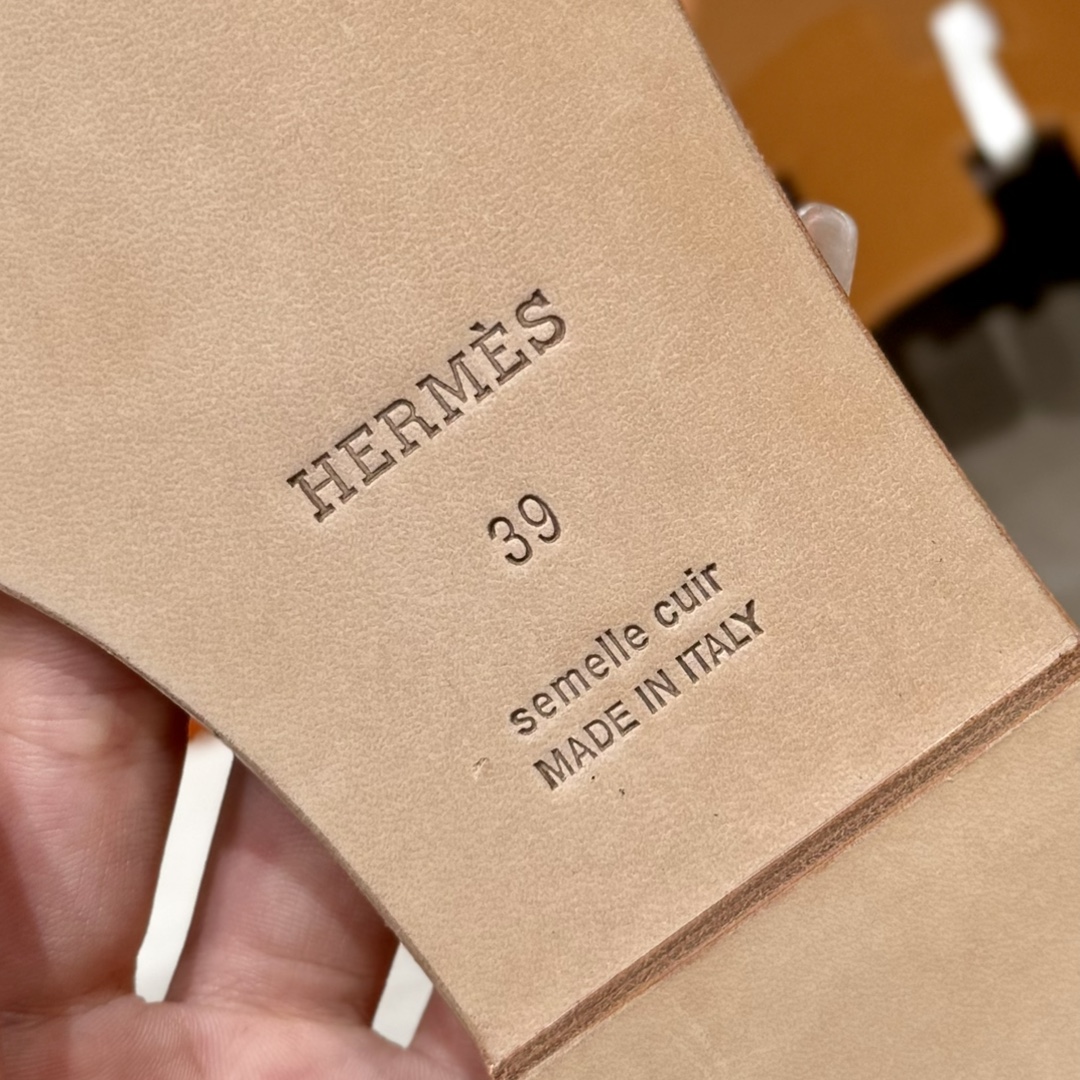 HERMÈS
39
semelle cuir
MADE IN ITALY